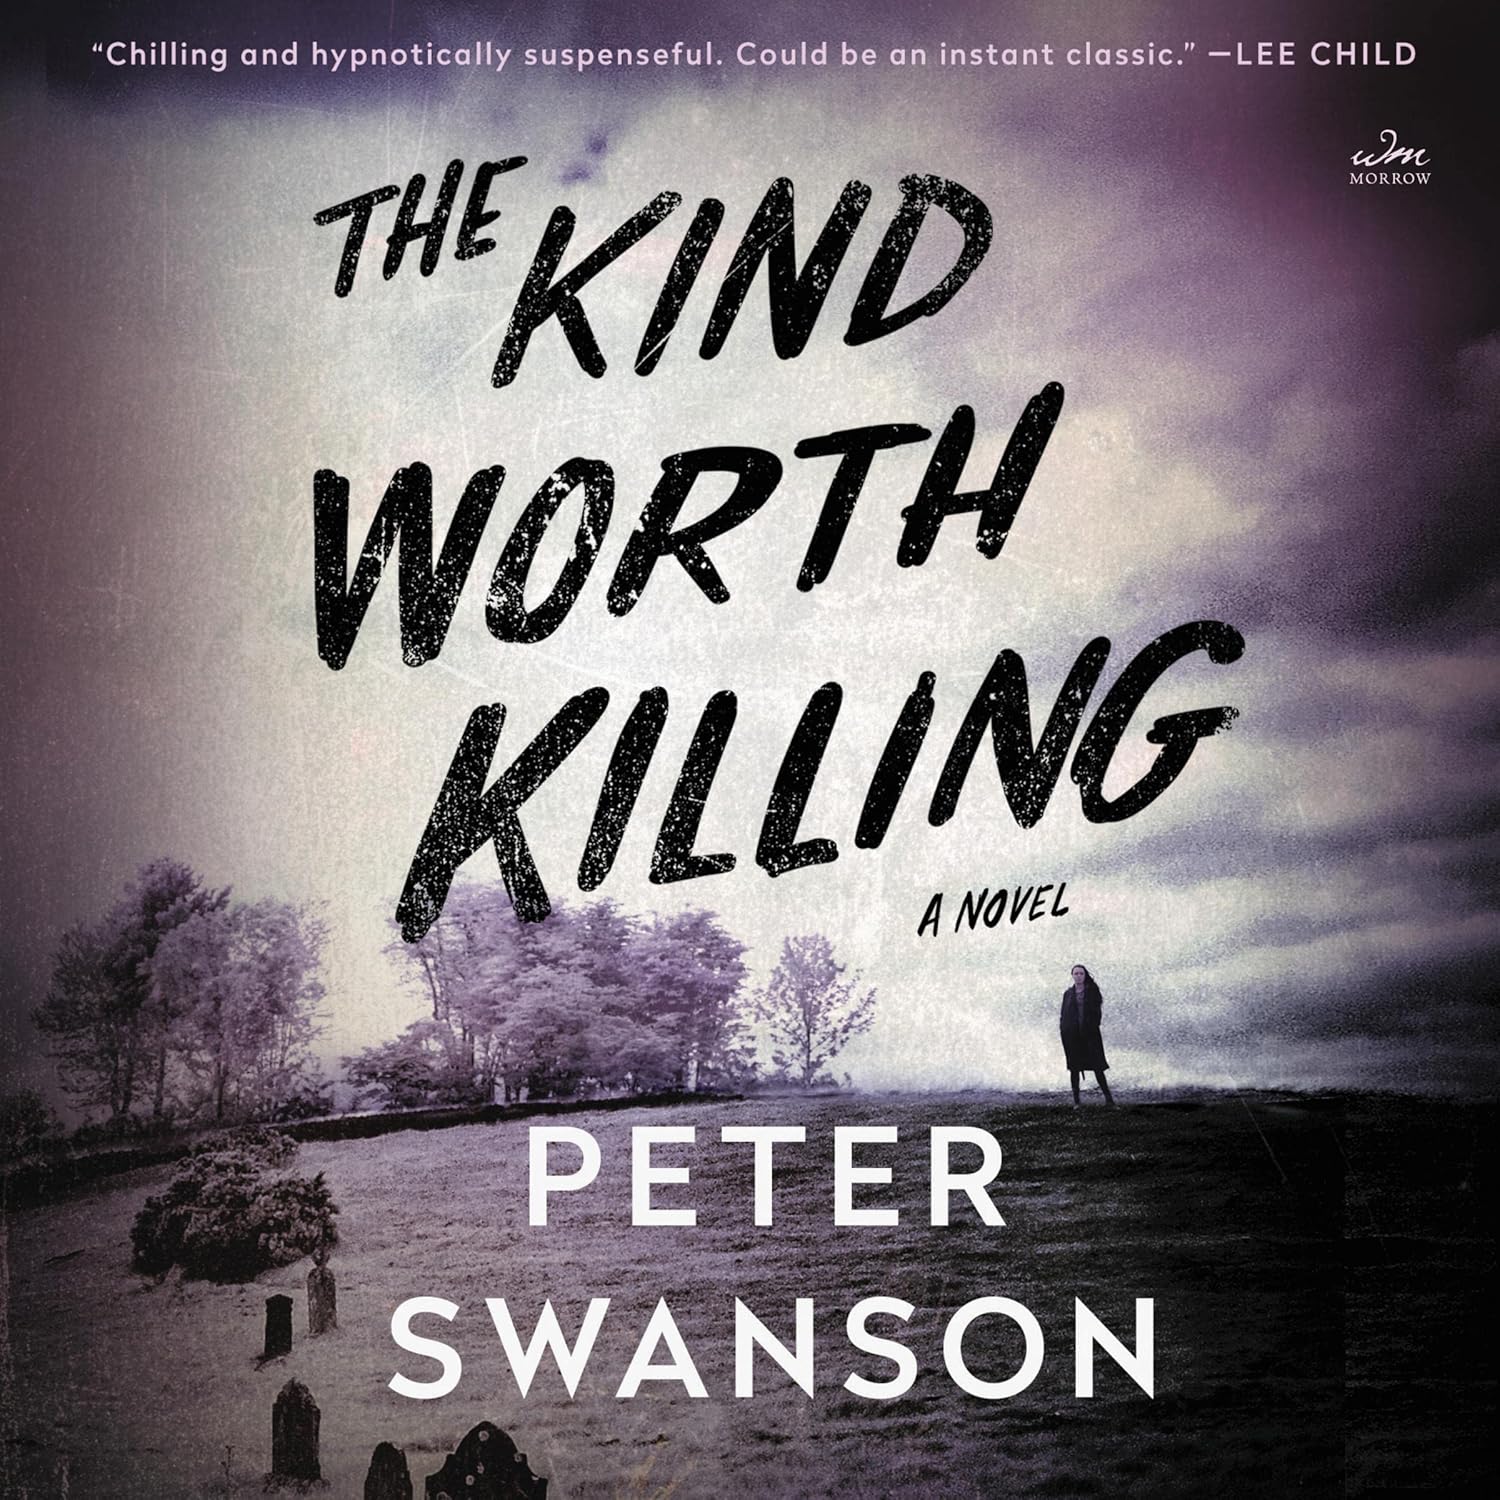 “Chilling and hypnotically suspenseful. Could be an instant classic.” —LEE CHILD
wm
MORROW
THE KIND
WORTH
KILLING
A NOVEL
PETER
SWANSON